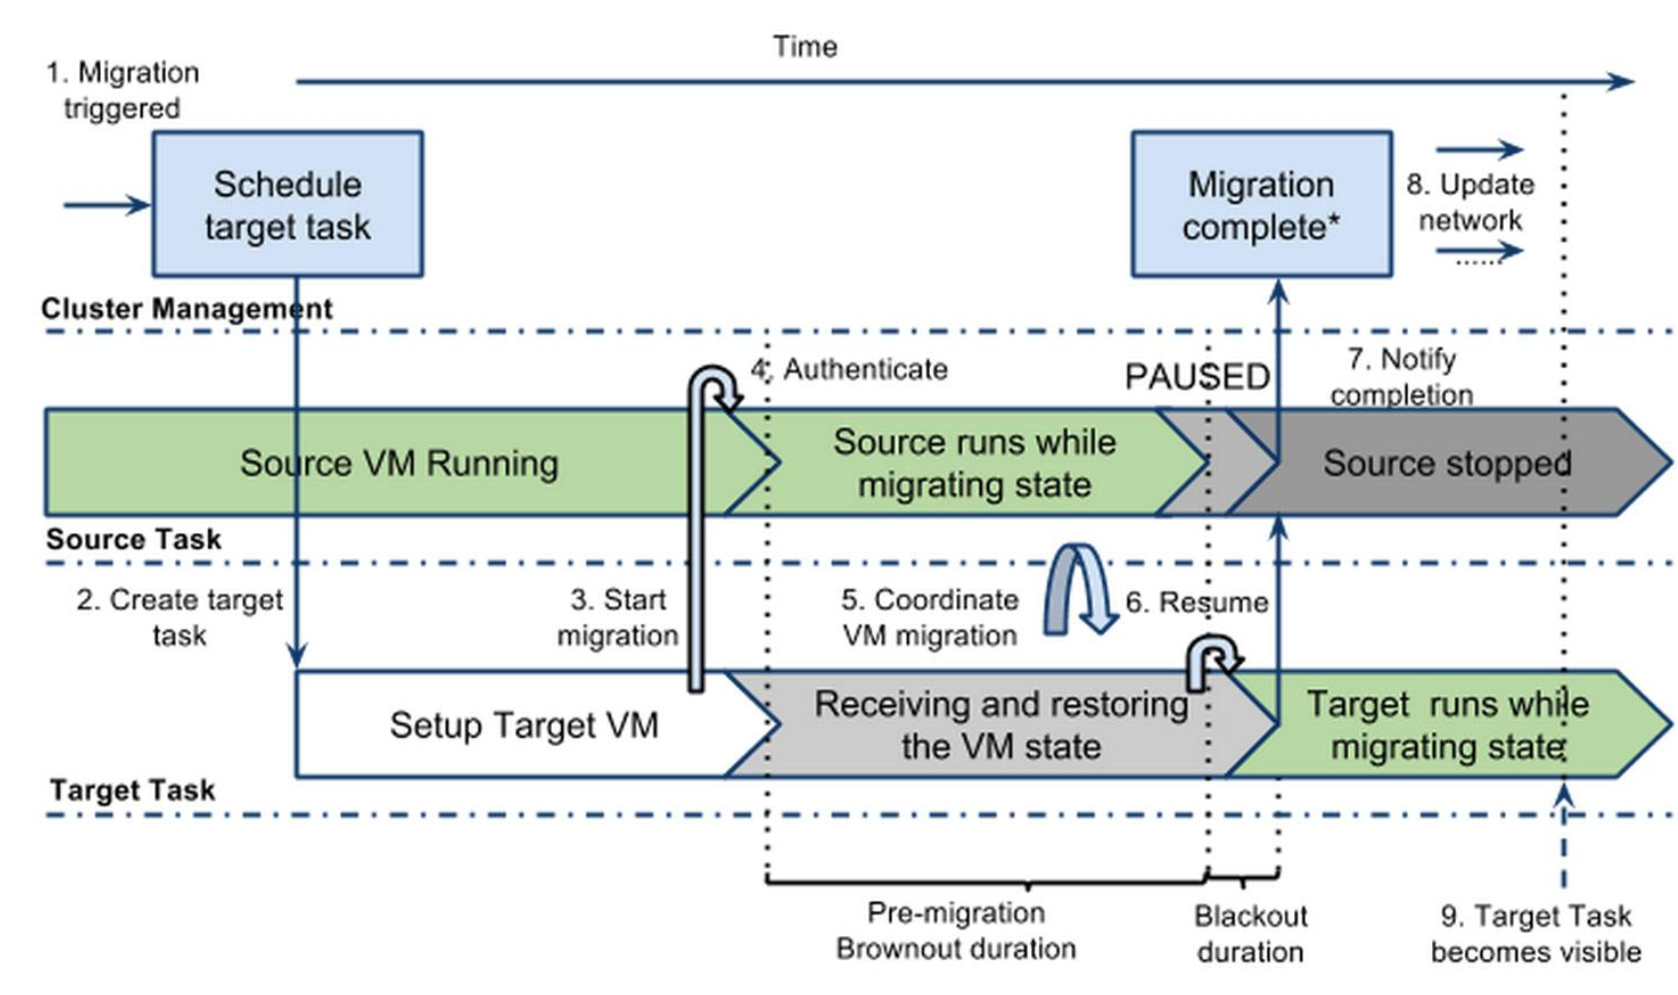 Time
1. Migration
triggered
Schedule
target task
Migration
complete*
8. Update
network
Cluster Management
4. Authenticate
PAUSED
7. Notify
completion
Source VM Running
Source runs while
migrating state
Source stopped
Source Task
2. Create target
task
3. Start
migration
5. Coordinate
VM migration
6. Resume
Setup Target VM
Receiving and restoring
the VM state
Target runs while
migrating state
Target Task
Pre-migration
Brownout duration
Blackout
duration
9. Target Task
becomes visible